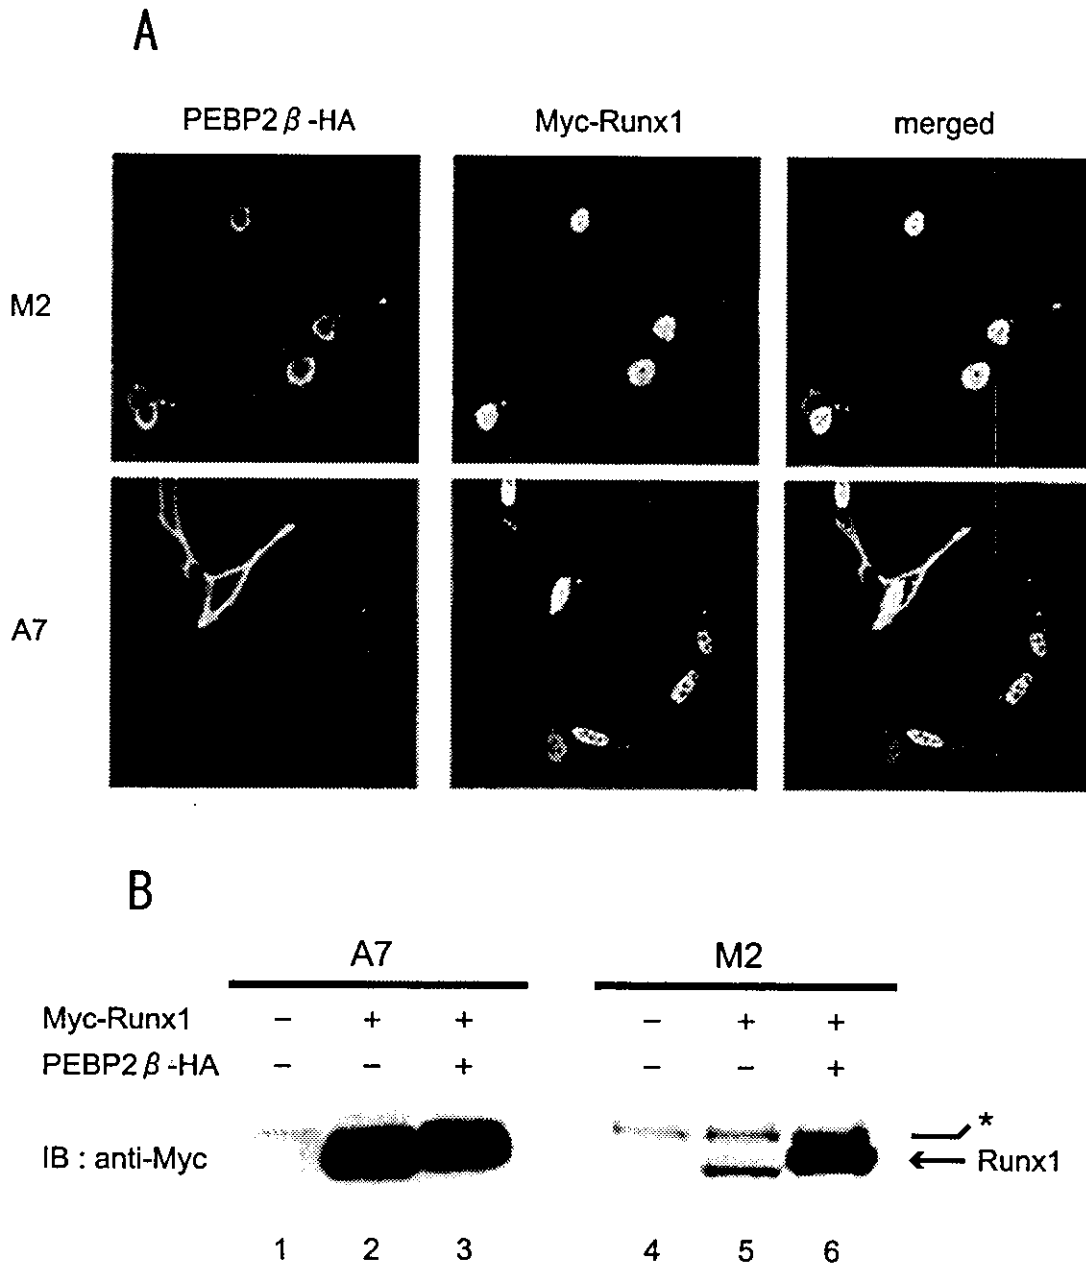 A
PEBP2β-HA Myc-Runx1 merged
M2
A7
B
A7 M2
Myc-Runx1 − + + − + +
PEBP2β-HA − − + − − +
*
IB : anti-Myc Runx1
1 2 3 4 5 6